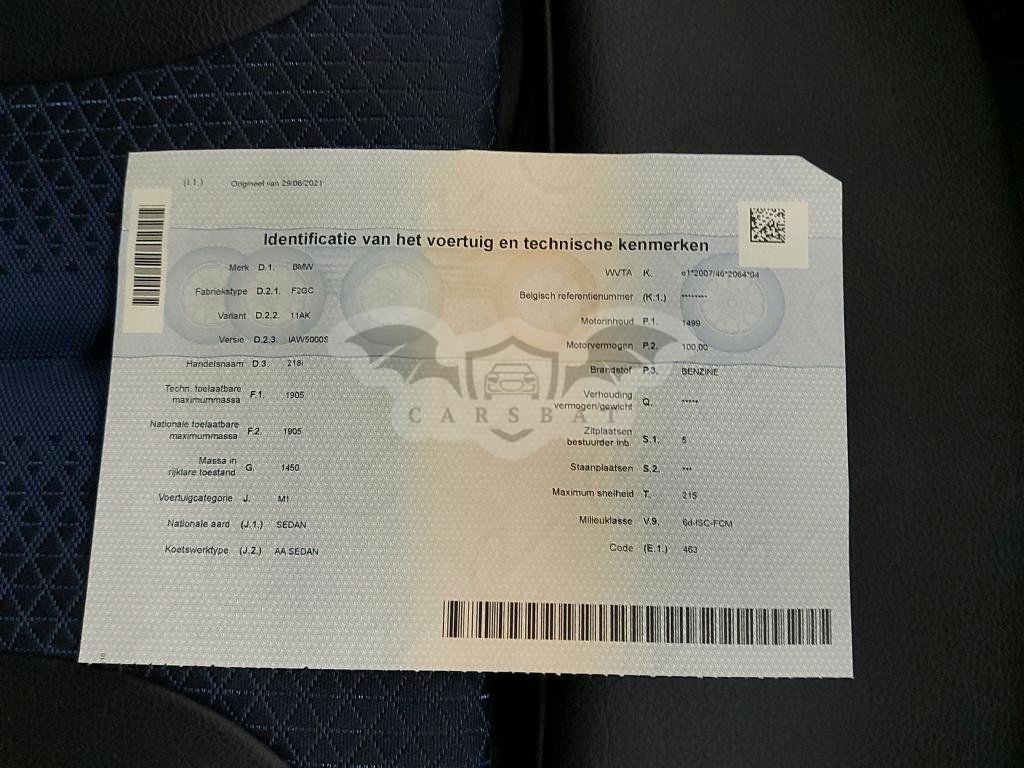 (I.1.) Origineel van 29/06/2021
Identificatie van het voertuig en technische kenmerken
Merk D.1. BMW
Fabriekstype D.2.1. F2GC
Variant D.2.2. 11AK
Versie D.2.3. IAW5000S
Handelsnaam D.3. 218i
Techn. toelaatbare
maximummassa F.1. 1905
Nationale toelaatbare
maximummassa F.2. 1905
Massa in
rijklare toestand G. 1450
Voertuigcategorie J. M1
Nationale aard (J.1.) SEDAN
Koetswerktype (J.2.) AA SEDAN
WVTA K. e1*2007/46*2064*04
Belgisch referentienummer (K.1.) ********
Motorinhoud P.1. 1499
Motorvermogen P.2. 100,00
Brandstof P.3. BENZINE
Verhouding
vermogen/gewicht Q. *****
Zitplaatsen
bestuurder inb. S.1. 5
Staanplaatsen S.2. ***
Maximum snelheid T. 215
Milieuklasse V.9. 6d-ISC-FCM
Code (E.1.) 463
CARSBAT